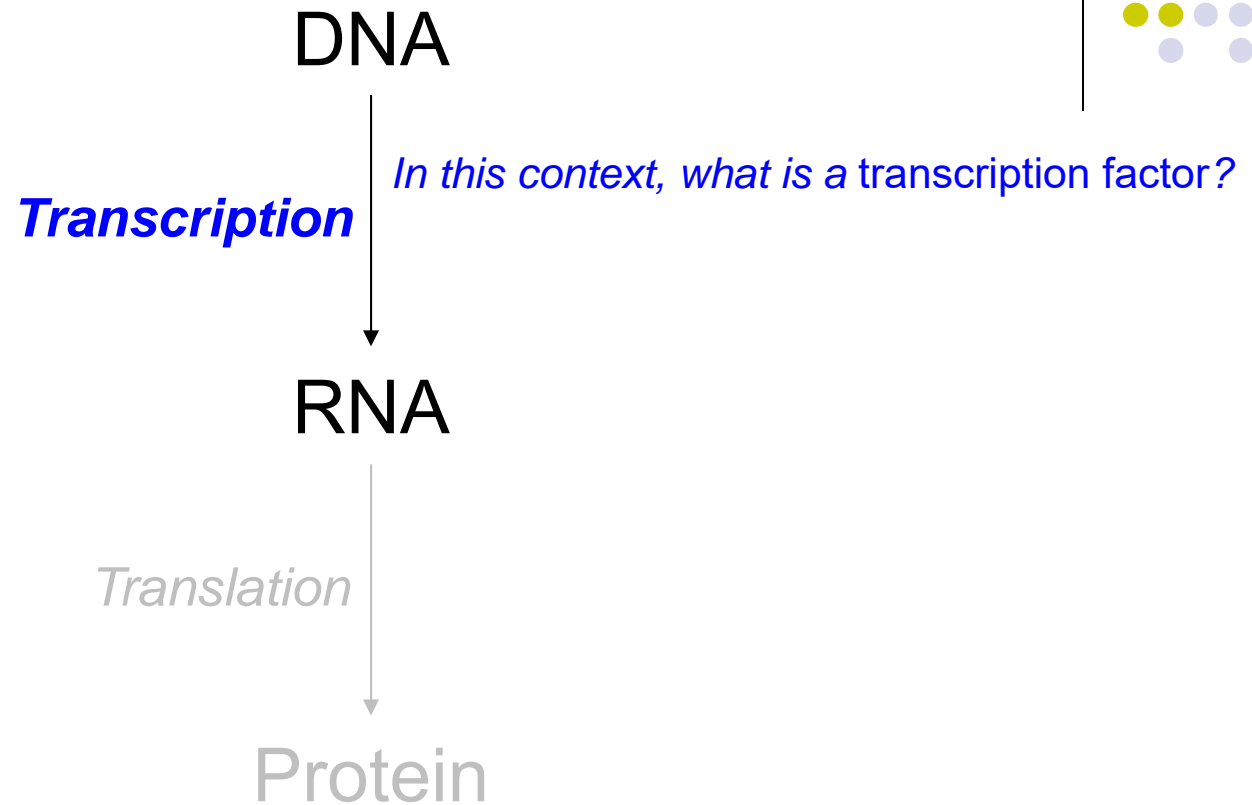 DNA
In this context, what is a transcription factor?
Transcription
RNA
Translation
Protein